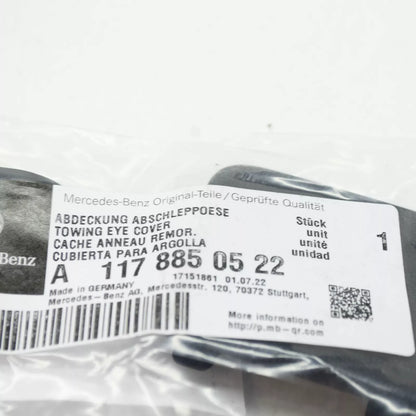 Mercedes-Benz Original-Teile/Geprüfte Qualität
ABDECKUNG ABSCHLEPPOESE
TOWING EYE COVER
CACHE ANNEAU REMOR.
CUBIERTA PARA ARGOLLA
Stück
unit
unité
unidad
1
Benz
A 117 885 05 22
17151861 01.07.22
Made in GERMANY
Mercedes-Benz AG, Mercedesstr. 120, 70372 Stuttgart,
More information on
http://p.mb-qr.com